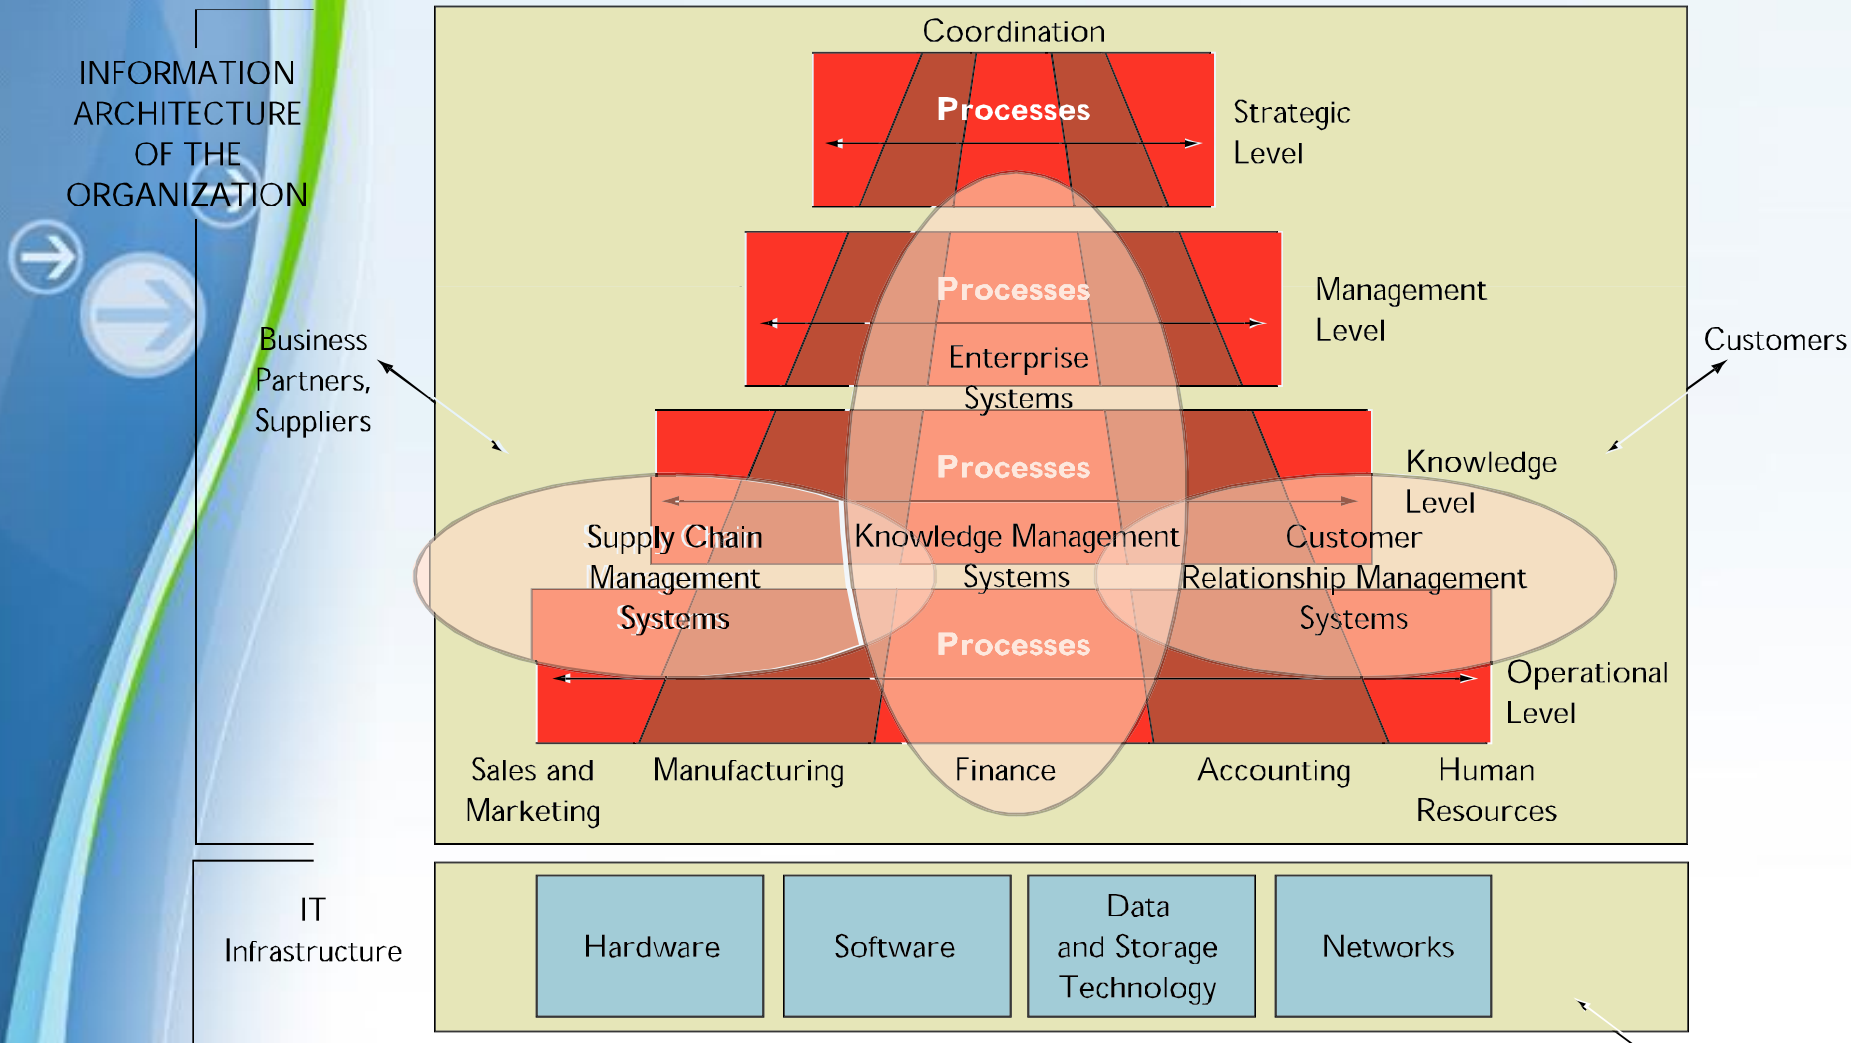 INFORMATION
ARCHITECTURE
OF THE
ORGANIZATION
Coordination
Processes
Strategic
Level
Processes
Management
Level
Business
Partners,
Suppliers
Customers
Enterprise
Systems
Processes
Knowledge
Level
Supply Chain
Management
Systems
Knowledge Management
Systems
Customer
Relationship Management
Systems
Processes
Operational
Level
Sales and
Marketing
Manufacturing
Finance
Accounting
Human
Resources
IT
Infrastructure
Hardware
Software
Data
and Storage
Technology
Networks